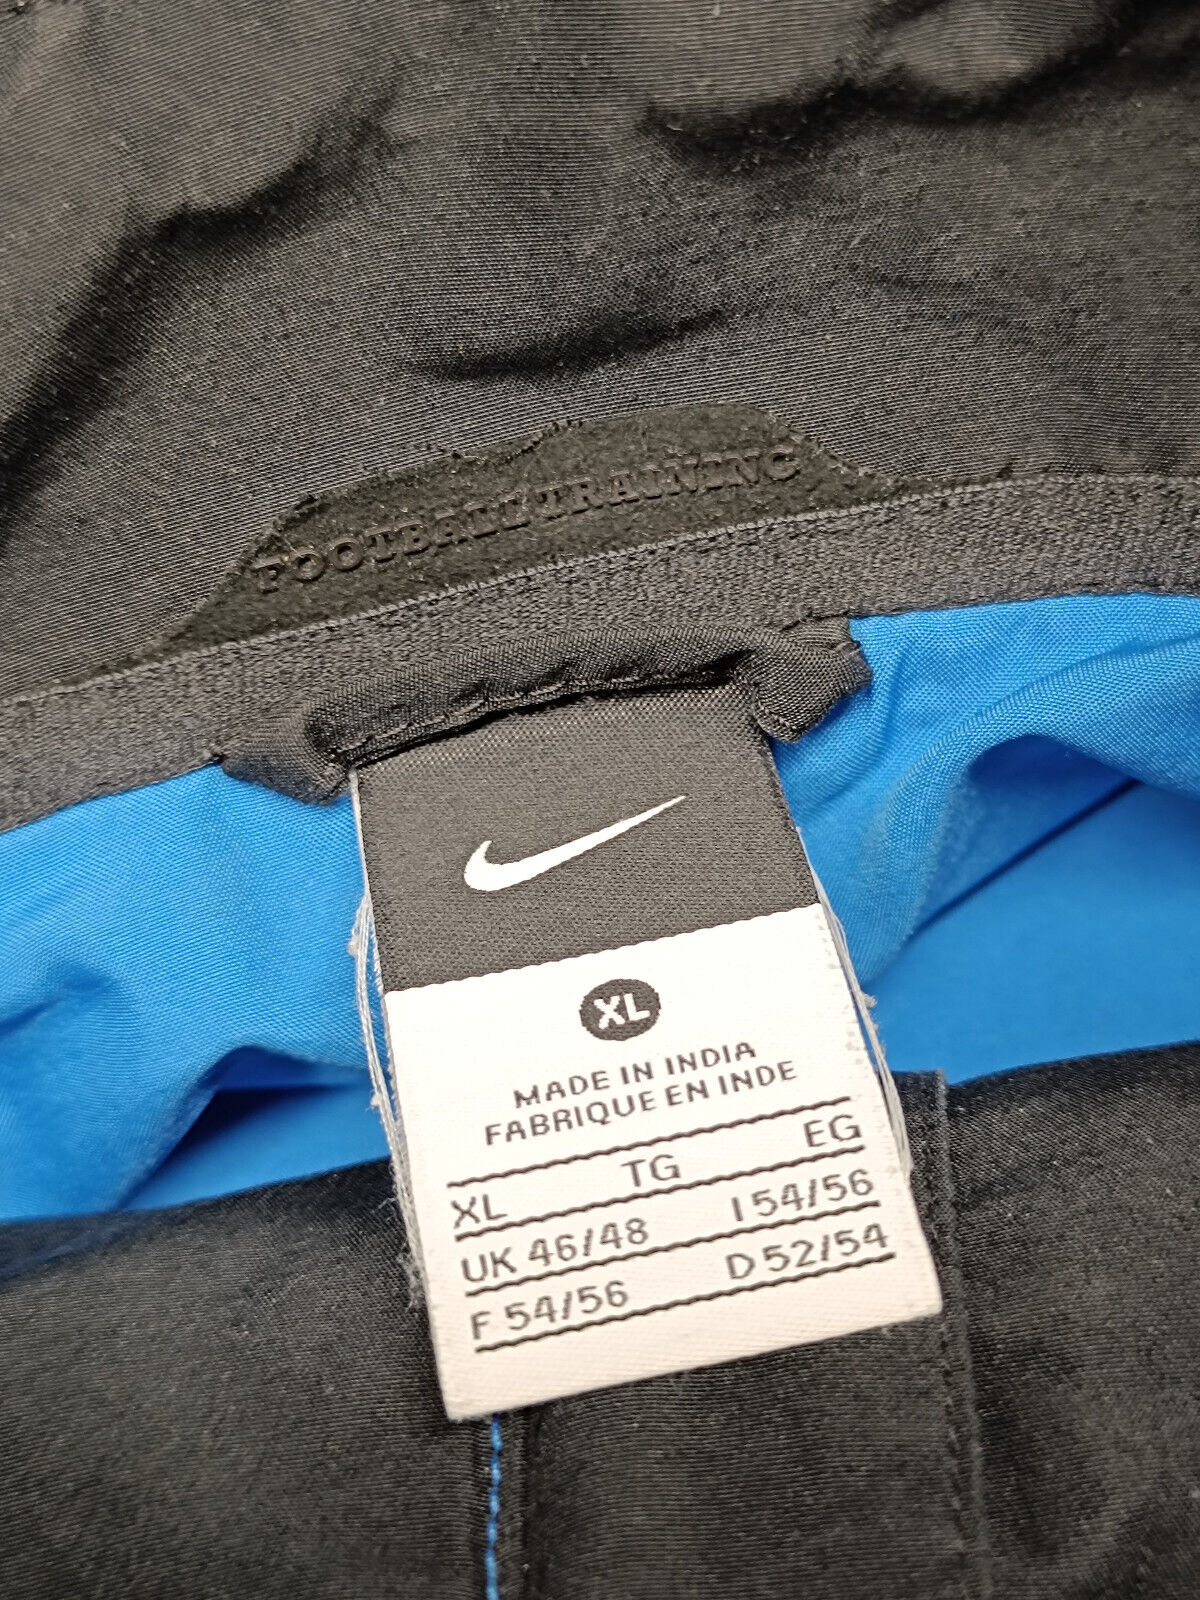 FOOTBALL TRAINING
XL
MADE IN INDIA
FABRIQUE EN INDE
XL TG EG
UK 46/48 I 54/56
F 54/56 D 52/54